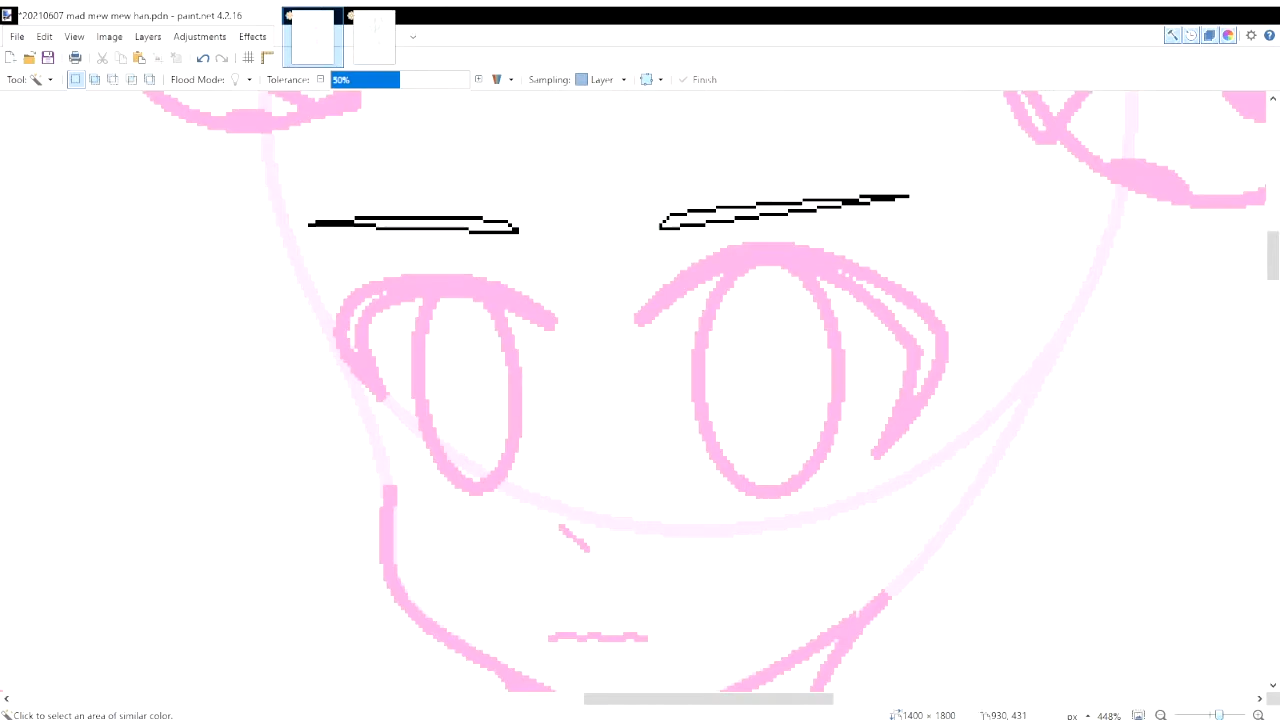 *20210607 mad mew mew han.pdn - paint.net 4.2.16
File Edit View Image Layers Adjustments Effects
Tool: Flood Mode: Tolerance: 50% Sampling: Layer Finish
Click to select an area of similar color. 1400 × 1800 930, 431 px 448%